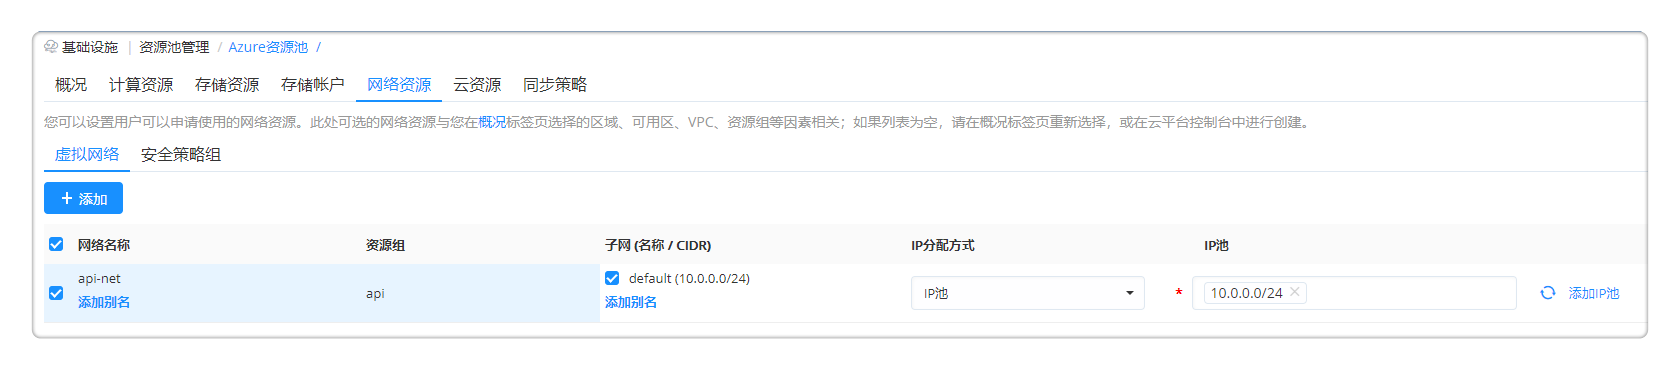 基础设施 | 资源池管理 / Azure资源池 /
概况 计算资源 存储资源 存储帐户 网络资源 云资源 同步策略
您可以设置用户可以申请使用的网络资源。此处可选的网络资源与您在概况标签页选择的区域、可用区、VPC、资源组等因素相关；如果列表为空，请在概况标签页重新选择，或在云平台控制台中进行创建。
虚拟网络 安全策略组
+ 添加
网络名称 资源组 子网 (名称 / CIDR) IP分配方式 IP池
api-net api default (10.0.0.0/24) IP池 * 10.0.0.0/24 × 添加IP池
添加别名 添加别名